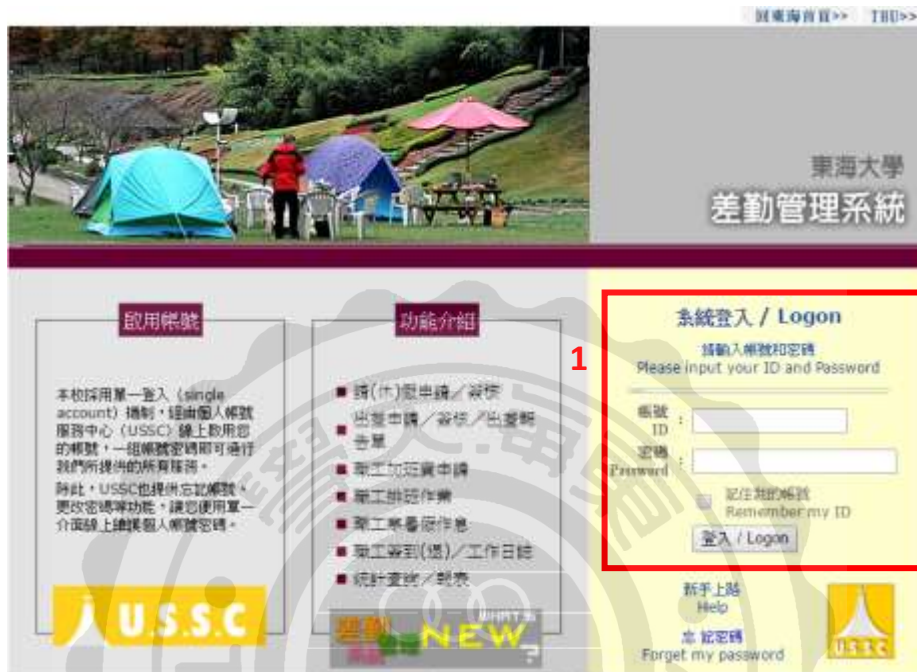 回東海首頁>> THU>>
東海大學
差勤管理系統
啟用帳號
本校採用單一登入（single
account）機制，經由個人帳號
服務中心（USSC）線上啟用您
的帳號，一組帳號密碼即可通行
我們所提供的所有服務。
除此，USSC也提供忘記帳號、
更改密碼等功能，讓您使用單一
介面線上維護個人帳號密碼。
U.S.S.C
功能介紹
請(休)假申請／簽核
出差申請／簽核／出差報
告單
職工加班費申請
職工排班作業
職工寒暑假作息
職工簽到(退)／工作日誌
統計查詢／報表
差勤
WHAT'S
NEW
?
1
系統登入 / Logon
請輸入帳號和密碼
Please input your ID and Password
帳號
ID :
密碼
Password :
記住我的帳號
Remember my ID
登入 / Logon
新手上路
Help
忘記密碼
Forget my password
U.S.S.C